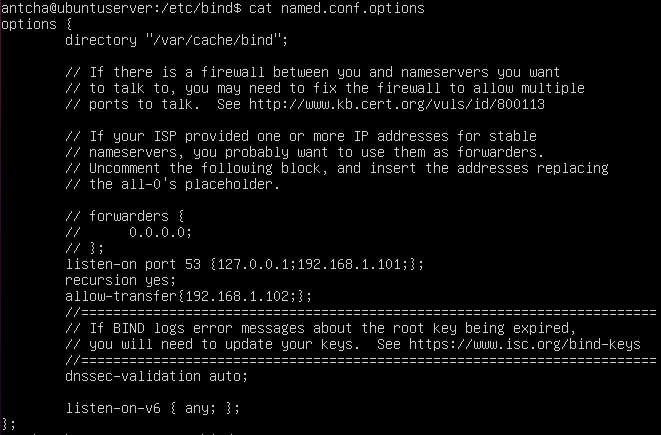 antcha@ubuntuserver:/etc/bind$ cat named.conf.options
options {
        directory "/var/cache/bind";

        // If there is a firewall between you and nameservers you want
        // to talk to, you may need to fix the firewall to allow multiple
        // ports to talk.  See http://www.kb.cert.org/vuls/id/800113

        // If your ISP provided one or more IP addresses for stable
        // nameservers, you probably want to use them as forwarders.
        // Uncomment the following block, and insert the addresses replacing
        // the all-0's placeholder.

        // forwarders {
        //      0.0.0.0;
        // };
        listen-on port 53 {127.0.0.1;192.168.1.101;};
        recursion yes;
        allow-transfer{192.168.1.102;};
        //========================================================================
        // If BIND logs error messages about the root key being expired,
        // you will need to update your keys.  See https://www.isc.org/bind-keys
        //========================================================================
        dnssec-validation auto;

        listen-on-v6 { any; };
};